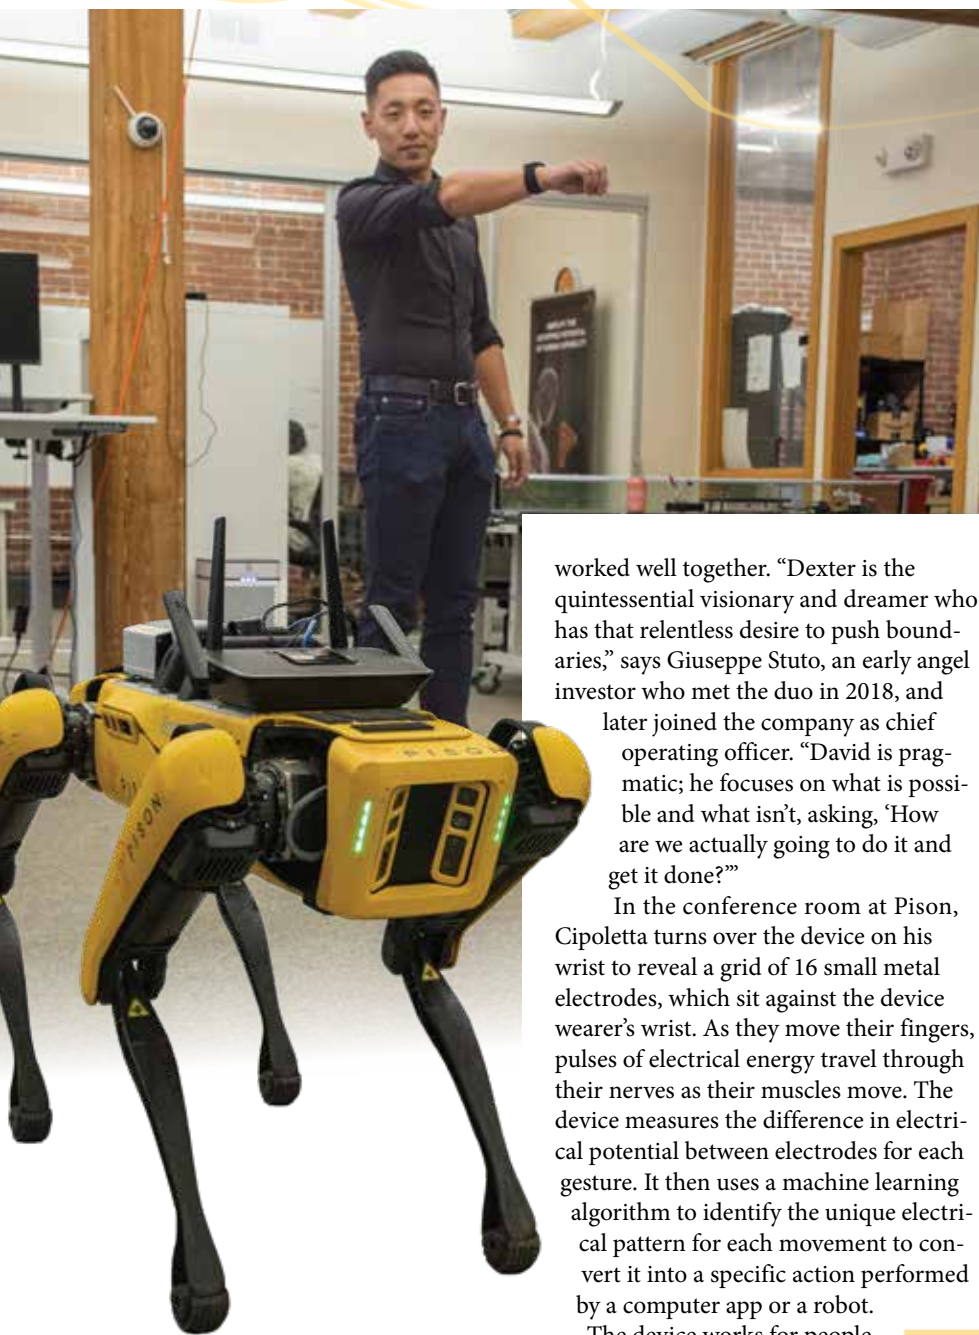 PISON
PISON
worked well together. “Dexter is the
quintessential visionary and dreamer who
has that relentless desire to push bound-
aries,” says Giuseppe Stuto, an early angel
investor who met the duo in 2018, and
later joined the company as chief
operating officer. “David is prag-
matic; he focuses on what is possi-
ble and what isn’t, asking, ‘How
are we actually going to do it and
get it done?’”
In the conference room at Pison,
Cipoletta turns over the device on his
wrist to reveal a grid of 16 small metal
electrodes, which sit against the device
wearer’s wrist. As they move their fingers,
pulses of electrical energy travel through
their nerves as their muscles move. The
device measures the difference in electri-
cal potential between electrodes for each
gesture. It then uses a machine learning
algorithm to identify the unique electri-
cal pattern for each movement to con-
vert it into a specific action performed
by a computer app or a robot.
The device works for people